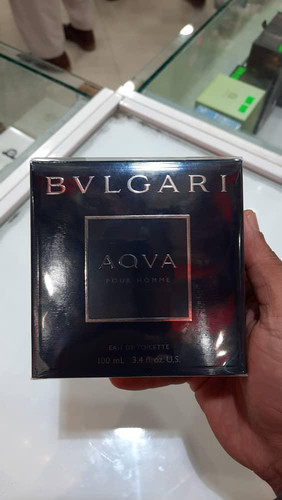 BVLGARI
AQVA
POUR HOMME
EAU DE TOILETTE
100 mL 3.4 fl.oz. U.S.